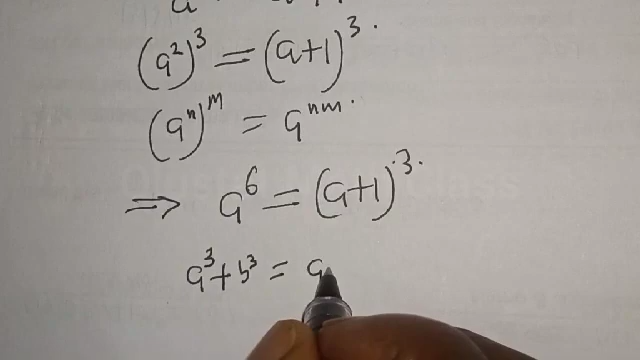 (a²)³ = (a+1)³.
(aⁿ)ᵐ = aⁿᵐ.
⇒ a⁶ = (a+1)³.
a³+b³ = a